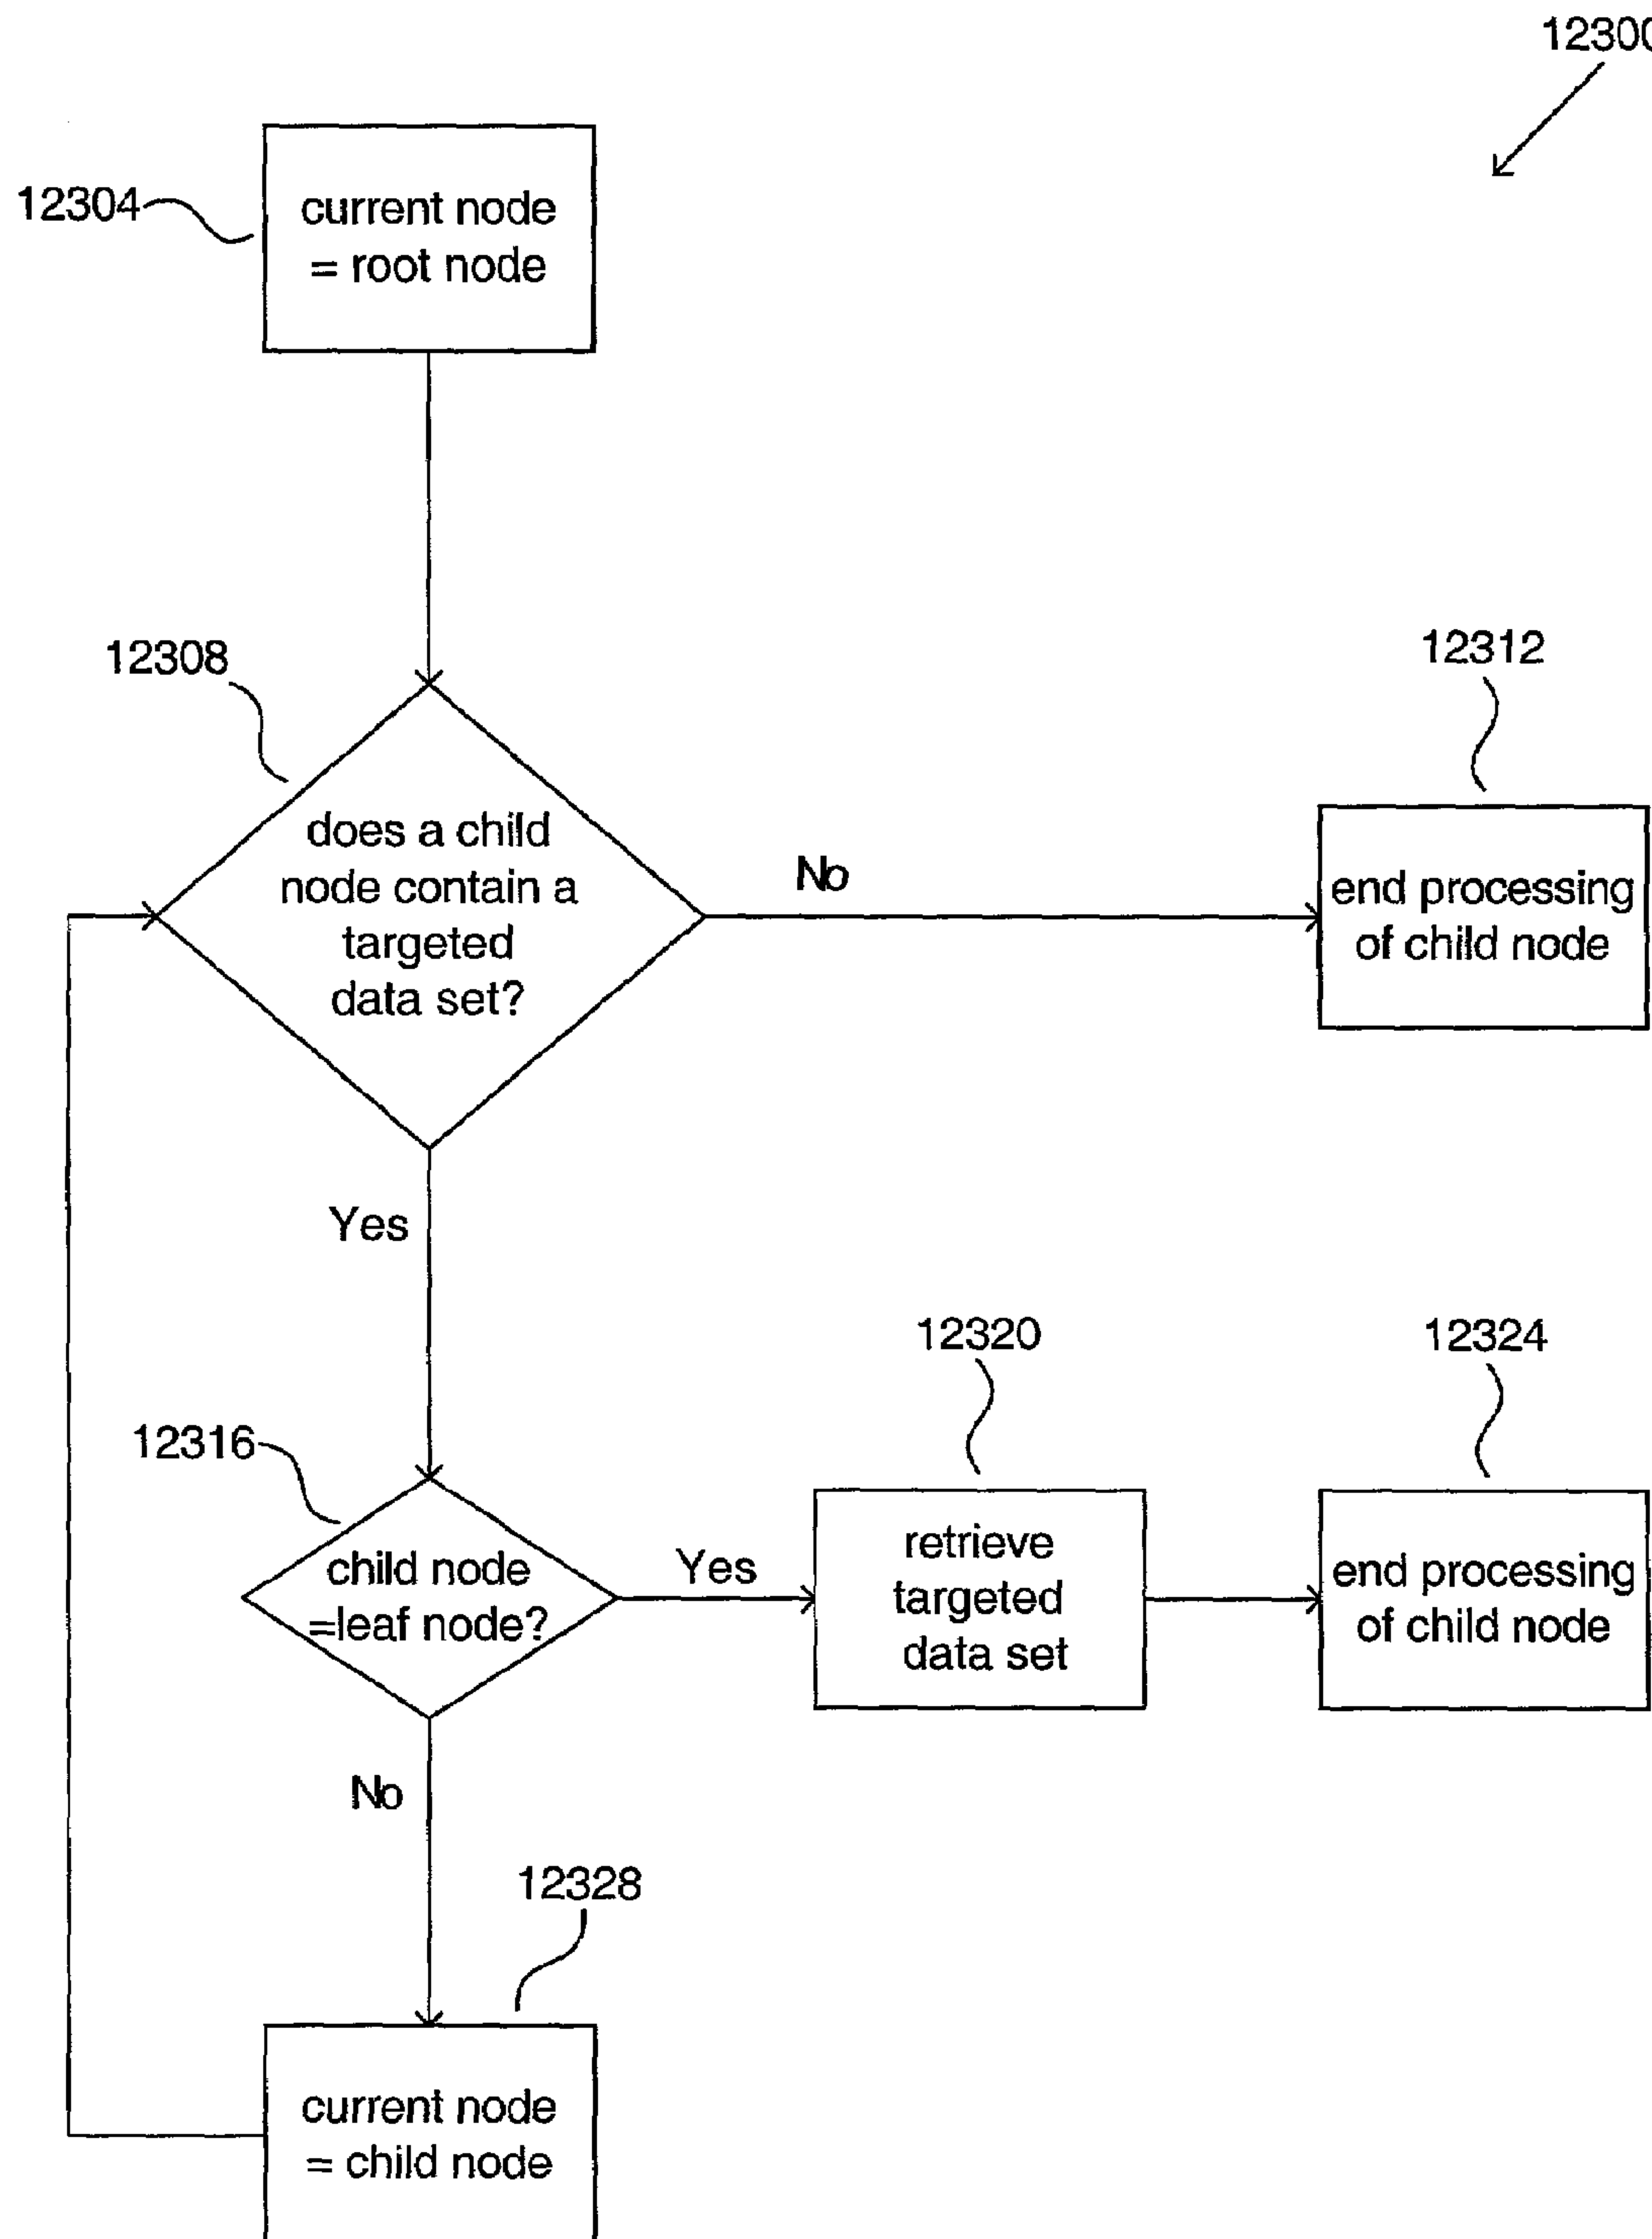 12300
12304
current node
= root node
12308
does a child
node contain a
targeted
data set?
No
12312
end processing
of child node
Yes
12316
child node
=leaf node?
Yes
12320
retrieve
targeted
data set
12324
end processing
of child node
No
12328
current node
= child node